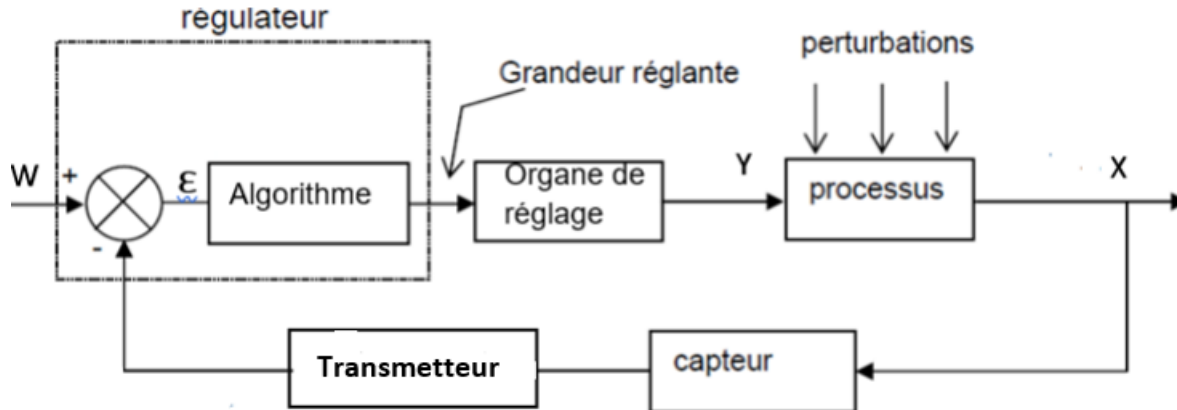 régulateur
perturbations
Grandeur réglante
W
+
-
ε
Algorithme
Organe de
réglage
Y
processus
X
Transmetteur
capteur